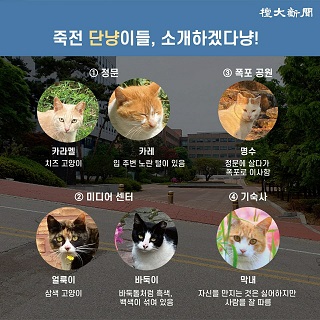 檀大新聞
죽전 단냥이들, 소개하겠다냥!
① 정문
카라멜
치즈 고양이
카레
입 주변 노란 털이 있음
③ 폭포 공원
명수
정문에 살다가
폭포로 이사함
② 미디어 센터
얼룩이
삼색 고양이
바둑이
바둑돌처럼 흑색,
백색이 섞여 있음
④ 기숙사
막내
자신을 만지는 것은 싫어하지만
사람을 잘 따름